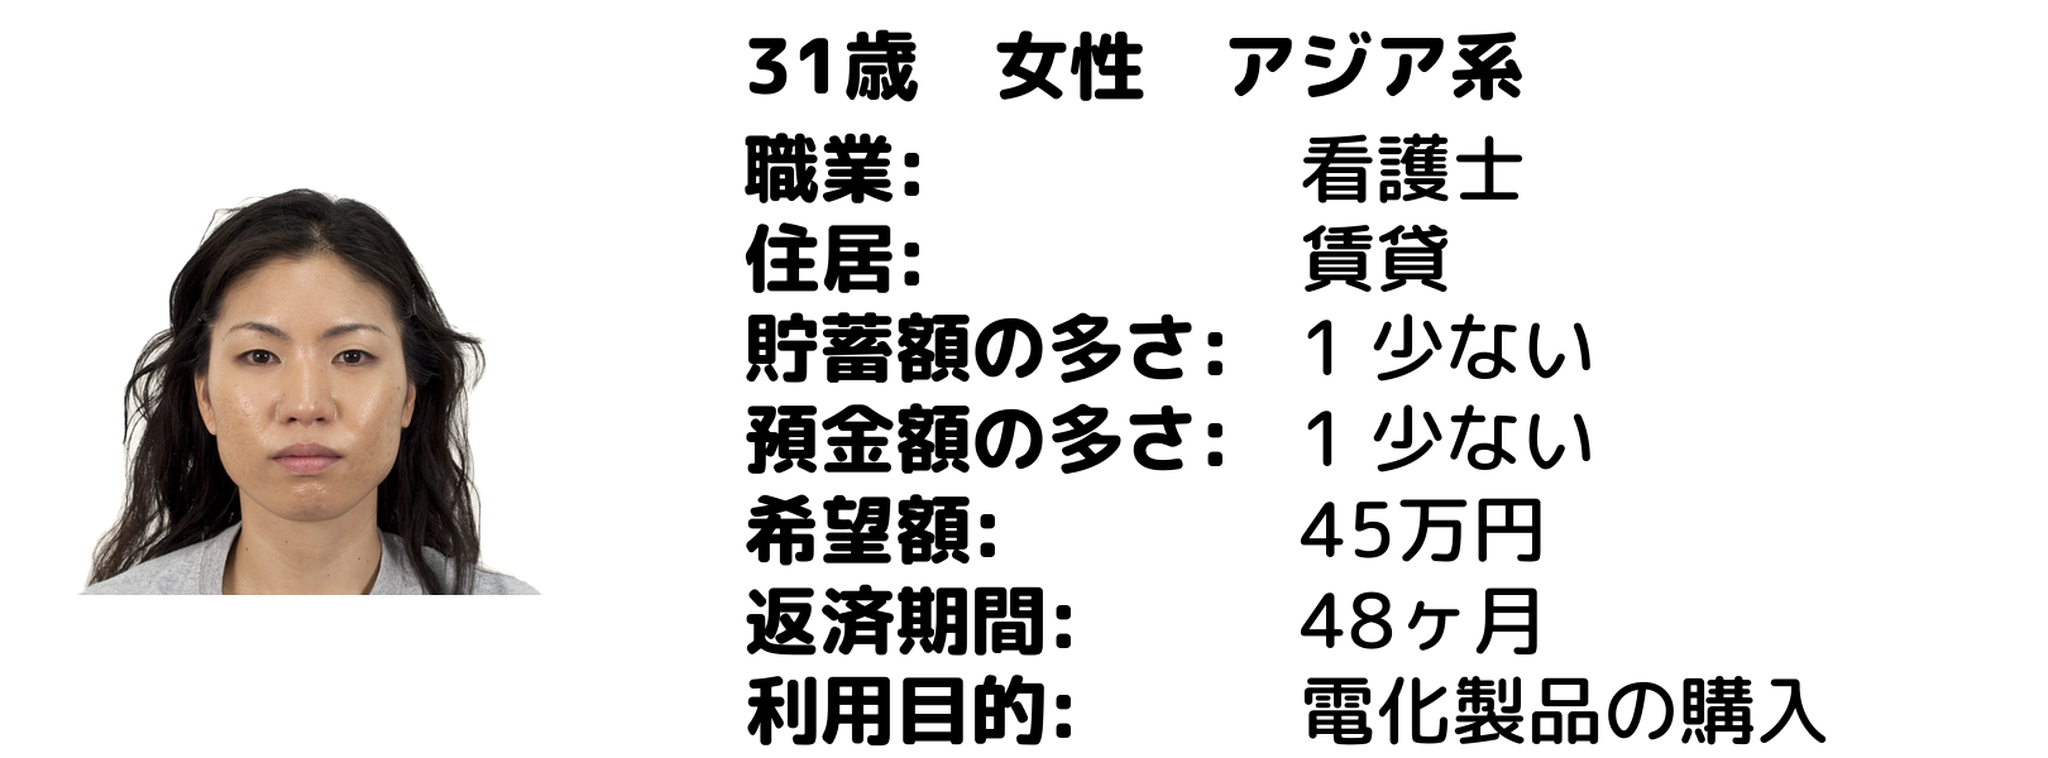 31歳　女性　アジア系
職業:　看護士
住居:　賃貸
貯蓄額の多さ:　1 少ない
預金額の多さ:　1 少ない
希望額:　45万円
返済期間:　48ヶ月
利用目的:　電化製品の購入